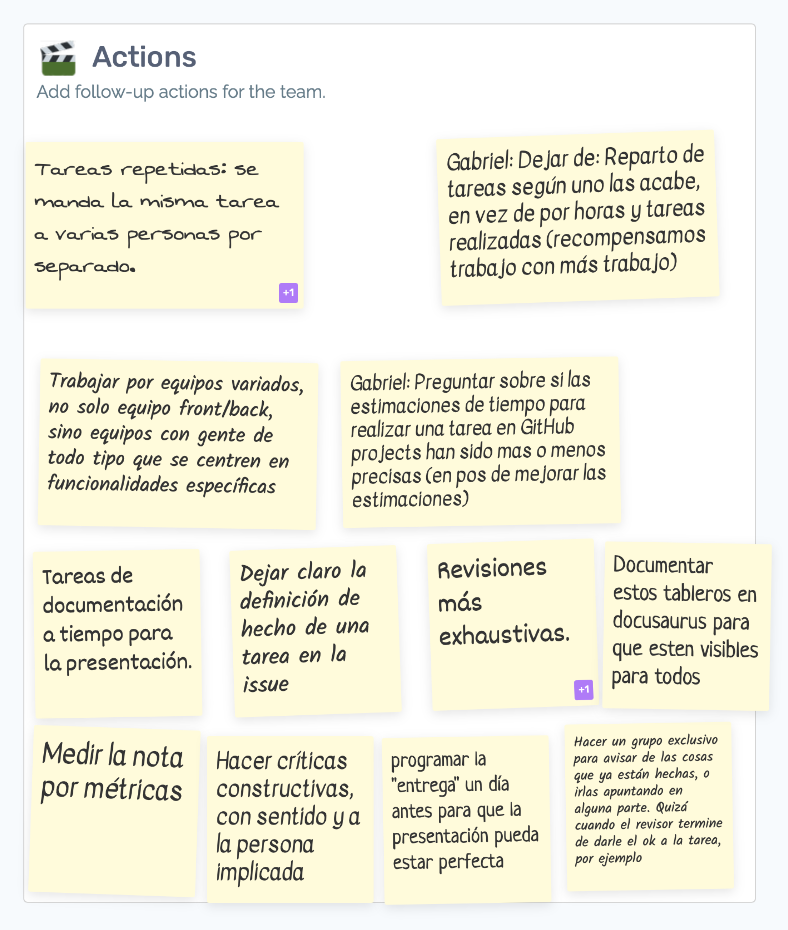 Actions
Add follow-up actions for the team.
Tareas repetidas: se
manda la misma tarea
a varias personas por
separado.
+1
Gabriel: Dejar de: Reparto de
tareas según uno las acabe,
en vez de por horas y tareas
realizadas (recompensamos
trabajo con más trabajo)
Trabajar por equipos variados,
no solo equipo front/back,
sino equipos con gente de
todo tipo que se centren en
funcionalidades específicas
Gabriel: Preguntar sobre si las
estimaciones de tiempo para
realizar una tarea en GitHub
projects han sido mas o menos
precisas (en pos de mejorar las
estimaciones)
Tareas de
documentación
a tiempo para
la presentación.
Dejar claro la
definición de
hecho de una
tarea en la
issue
Revisiones
más
exhaustivas.
+1
Documentar
estos tableros en
docusaurus para
que esten visibles
para todos
Medir la nota
por métricas
Hacer críticas
constructivas,
con sentido y a
la persona
implicada
programar la
"entrega" un día
antes para que la
presentación pueda
estar perfecta
Hacer un grupo exclusivo
para avisar de las cosas
que ya están hechas, o
irlas apuntando en
alguna parte. Quizá
cuando el revisor termine
de darle el ok a la tarea,
por ejemplo